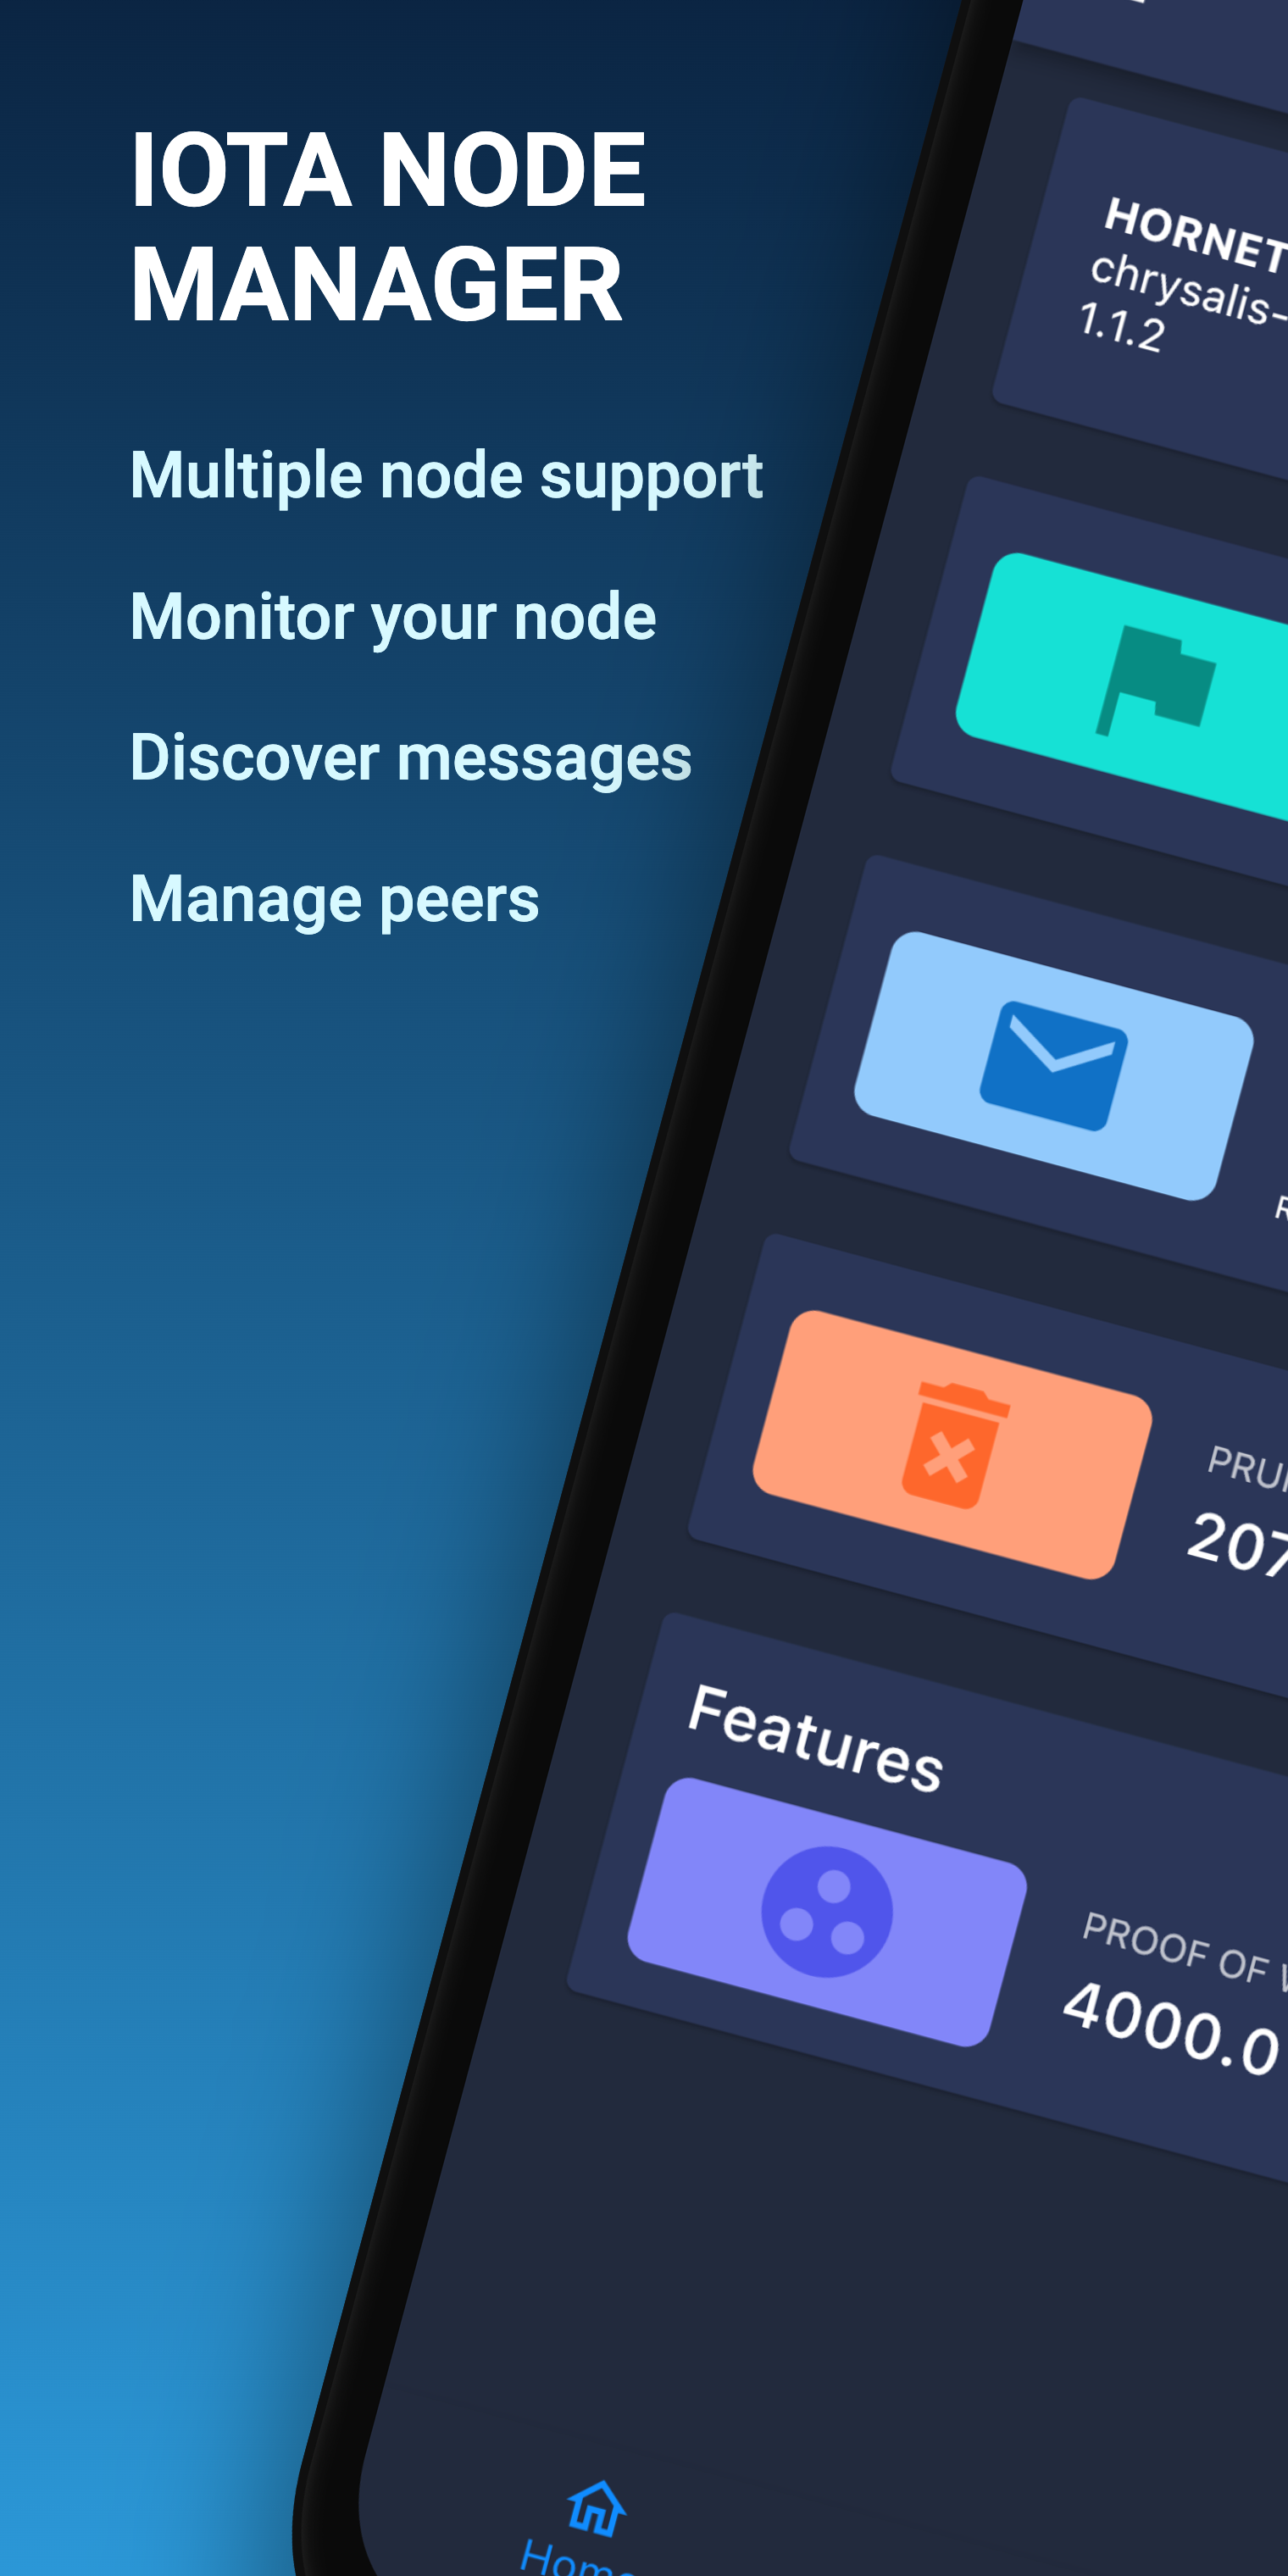 IOTA NODE
MANAGER
Multiple node support
Monitor your node
Discover messages
Manage peers
HORNET
chrysalis-
1.1.2
207
Features
PROOF OF
4000.0